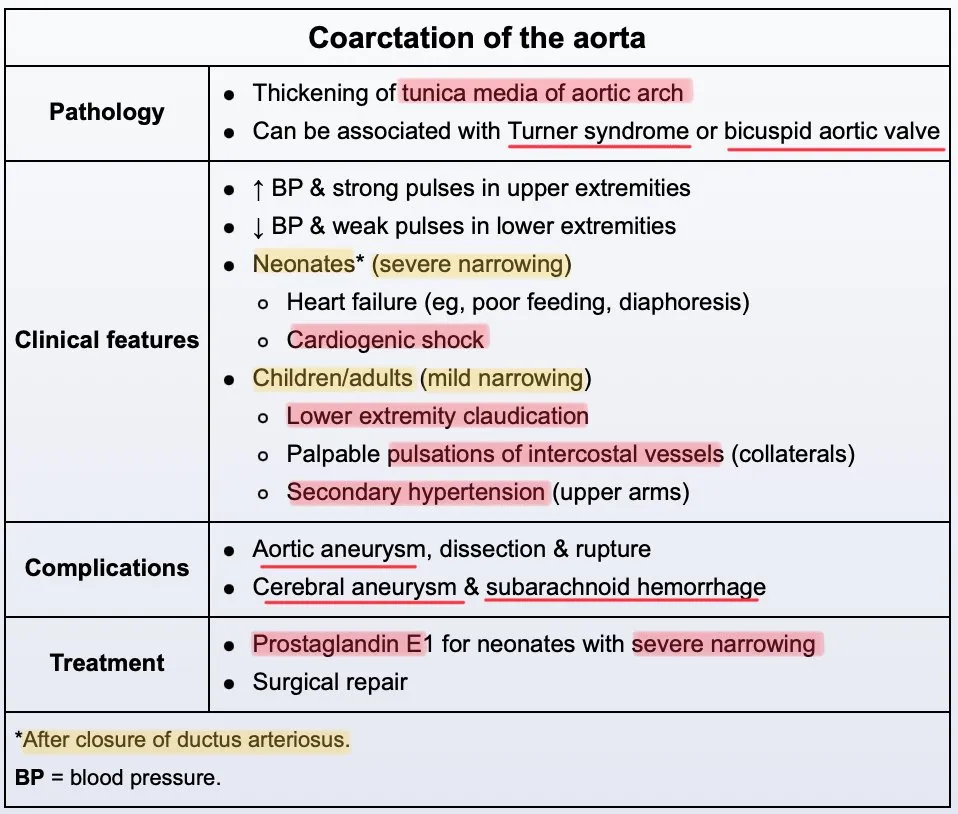 Coarctation of the aorta
Pathology
● Thickening of tunica media of aortic arch
● Can be associated with Turner syndrome or bicuspid aortic valve
Clinical features
● ↑ BP & strong pulses in upper extremities
● ↓ BP & weak pulses in lower extremities
● Neonates* (severe narrowing)
○ Heart failure (eg, poor feeding, diaphoresis)
○ Cardiogenic shock
● Children/adults (mild narrowing)
○ Lower extremity claudication
○ Palpable pulsations of intercostal vessels (collaterals)
○ Secondary hypertension (upper arms)
Complications
● Aortic aneurysm, dissection & rupture
● Cerebral aneurysm & subarachnoid hemorrhage
Treatment
● Prostaglandin E1 for neonates with severe narrowing
● Surgical repair
*After closure of ductus arteriosus.
BP = blood pressure.